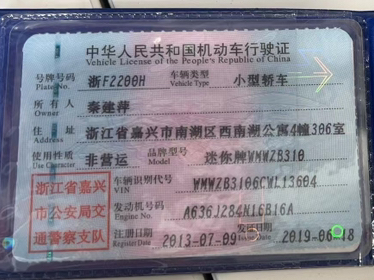 中华人民共和国机动车行驶证
Vehicle License of the People's Republic of China
号牌号码 浙F2200H 车辆类型 小型轿车
Plate No. Vehicle Type
所有人 秦建萍
Owner
住址 浙江省嘉兴市南湖区西南湖公寓4幢306室
Address
使用性质 非营运 品牌型号 迷你牌WMWZB310
Use Character Model
浙江省嘉兴
市公安局交
通警察支队
车辆识别代号 WMWZB3106CWL13604
VIN
发动机号码 A636J284N16B16A
Engine No.
注册日期 2013-07-09 发证日期 2019-06-18
Register Date Issue Date